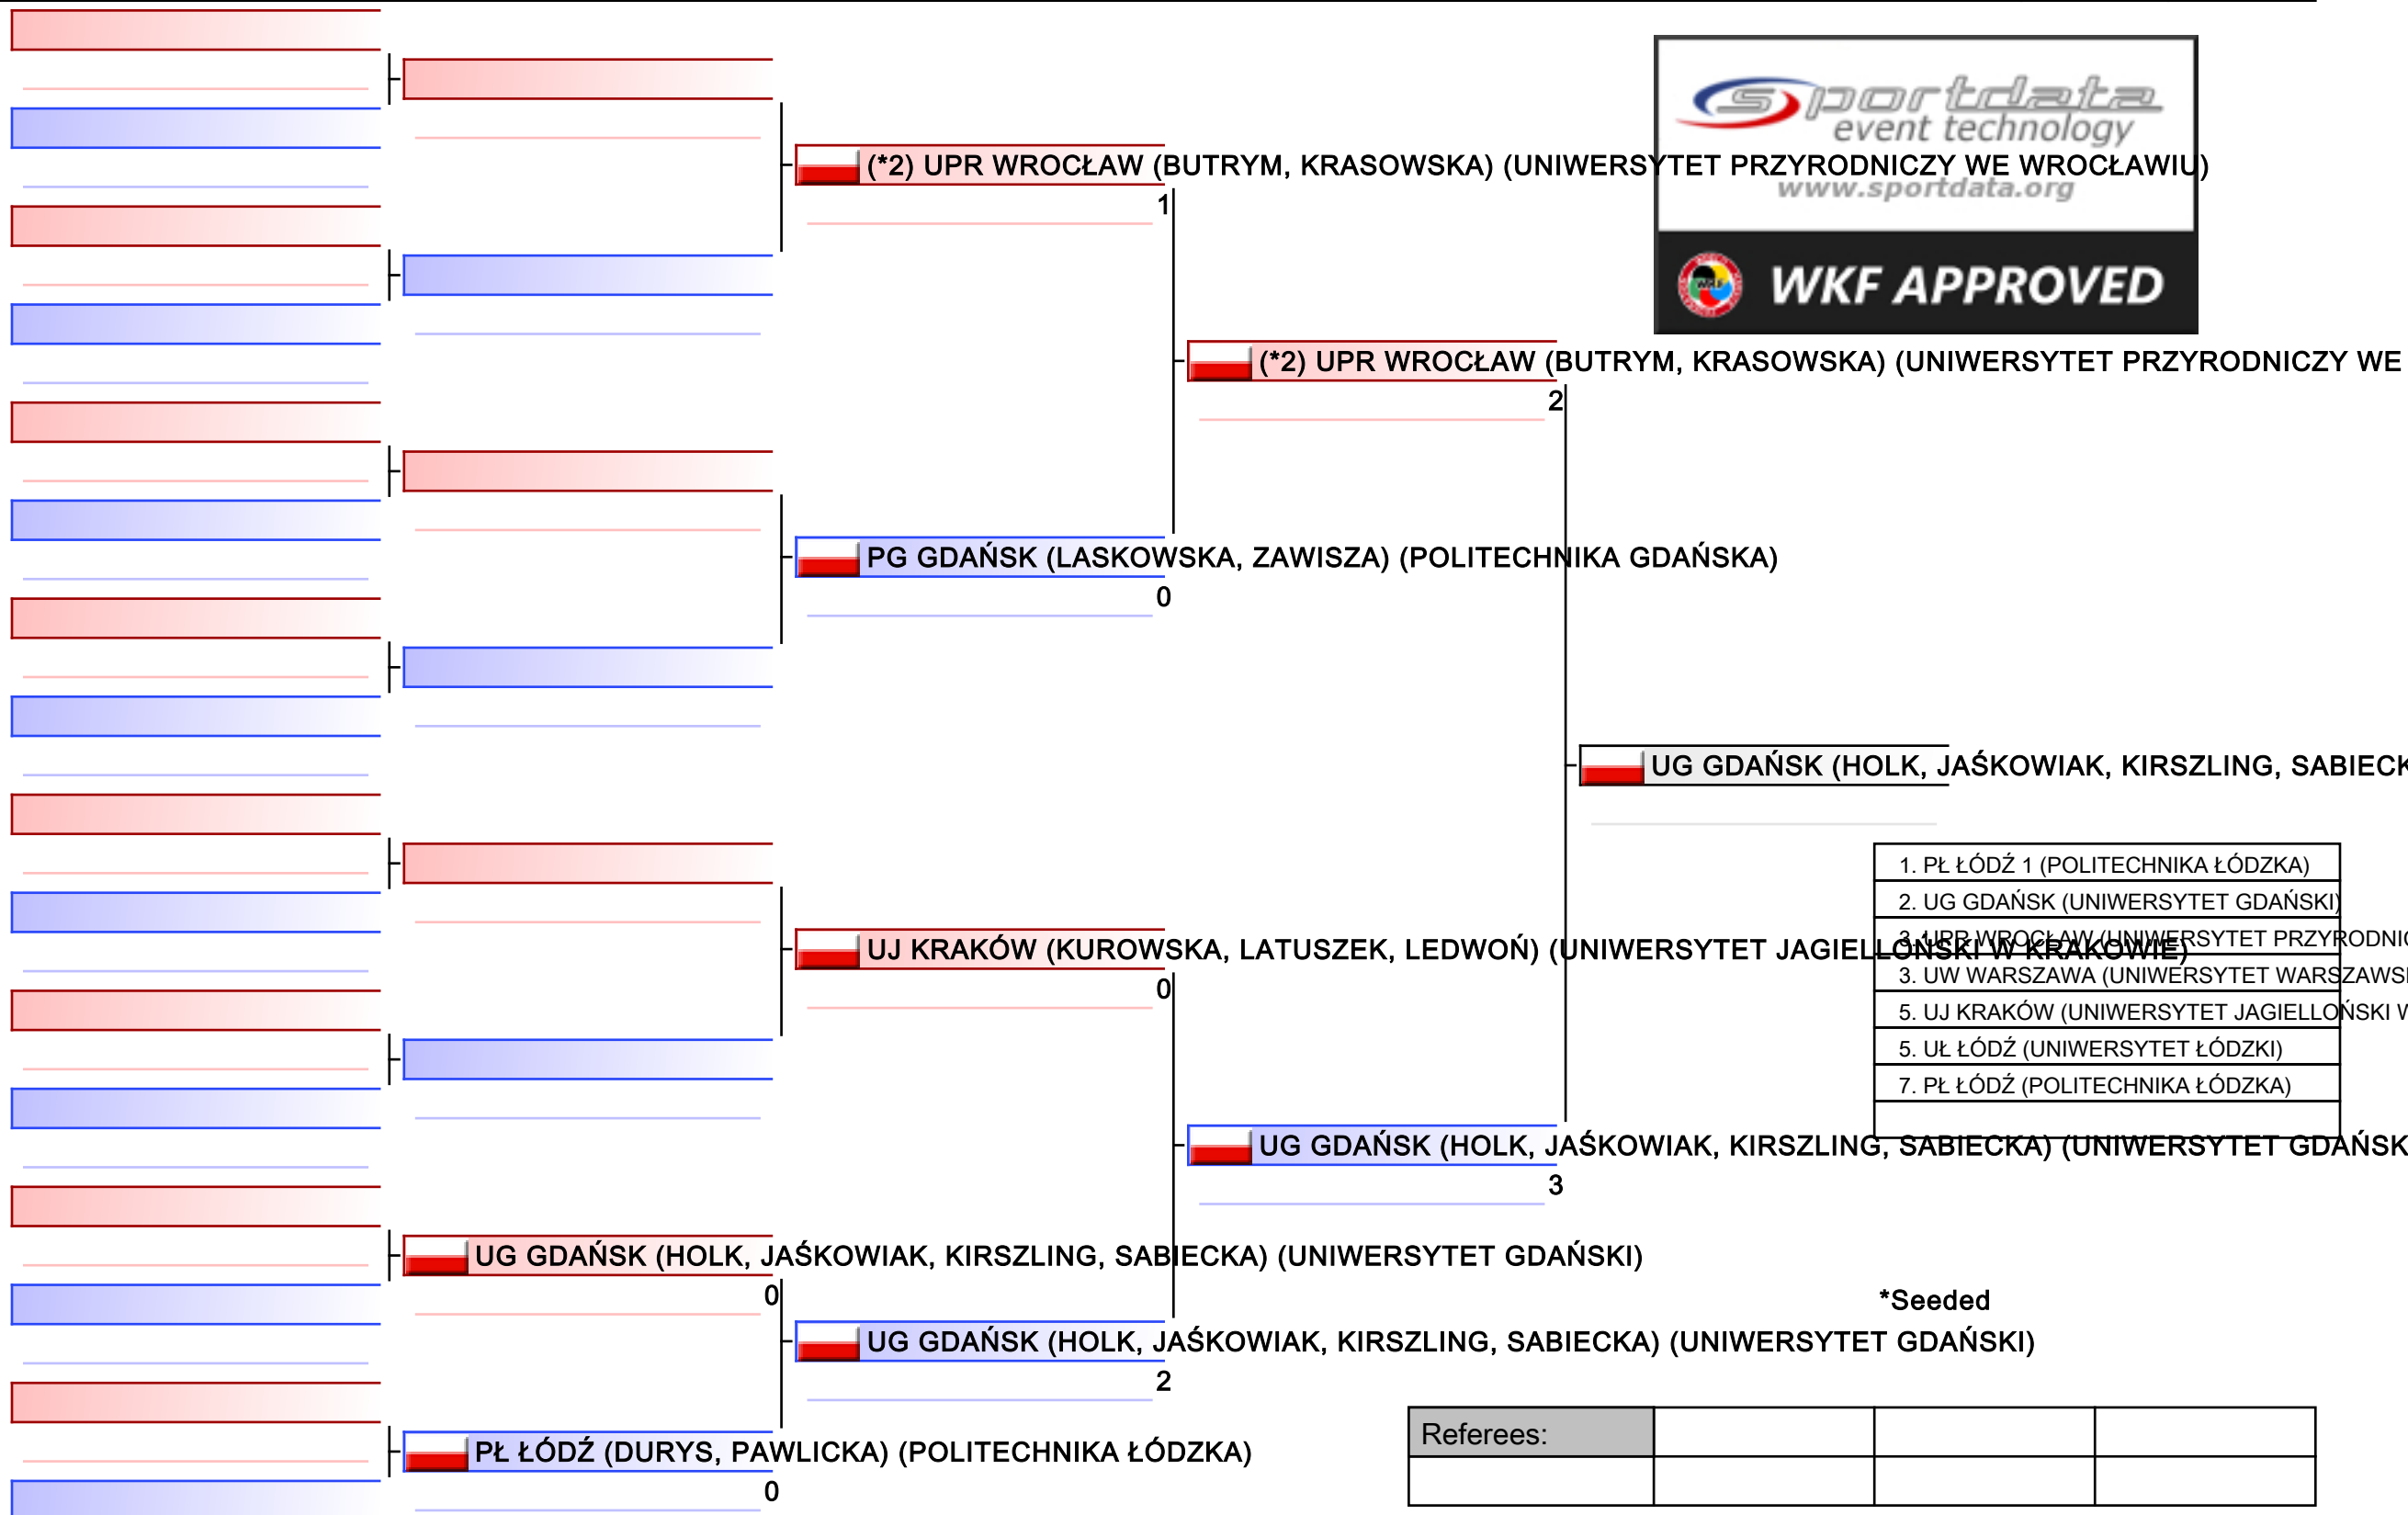 sportdata
event technology
(*2) UPR WROCŁAW (BUTRYM, KRASOWSKA) (UNIWERSYTET PRZYRODNICZY WE WROCŁAWIU)
www.sportdata.org
1
WKF APPROVED
(*2) UPR WROCŁAW (BUTRYM, KRASOWSKA) (UNIWERSYTET PRZYRODNICZY WE
2
PG GDAŃSK (LASKOWSKA, ZAWISZA) (POLITECHNIKA GDAŃSKA)
0
UG GDAŃSK (HOLK, JAŚKOWIAK, KIRSZLING, SABIECK
1. PŁ ŁÓDŹ 1 (POLITECHNIKA ŁÓDZKA)
2. UG GDAŃSK (UNIWERSYTET GDAŃSKI)
3. UPR WROCŁAW (UNIWERSYTET PRZYRODNIC
UJ KRAKÓW (KUROWSKA, LATUSZEK, LEDWOŃ) (UNIWERSYTET JAGIELLOŃSKI W KRAKOWIE)
0
3. UW WARSZAWA (UNIWERSYTET WARSZAWS
5. UJ KRAKÓW (UNIWERSYTET JAGIELLOŃSKI W
5. UŁ ŁÓDŹ (UNIWERSYTET ŁÓDZKI)
7. PŁ ŁÓDŹ (POLITECHNIKA ŁÓDZKA)
UG GDAŃSK (HOLK, JAŚKOWIAK, KIRSZLING, SABIECKA) (UNIWERSYTET GDAŃSK
3
UG GDAŃSK (HOLK, JAŚKOWIAK, KIRSZLING, SABIECKA) (UNIWERSYTET GDAŃSKI)
0
*Seeded
UG GDAŃSK (HOLK, JAŚKOWIAK, KIRSZLING, SABIECKA) (UNIWERSYTET GDAŃSKI)
2
PŁ ŁÓDŹ (DURYS, PAWLICKA) (POLITECHNIKA ŁÓDZKA)
0
Referees: